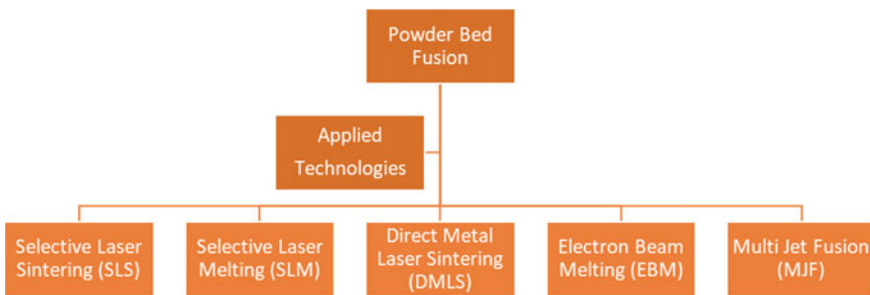 Powder Bed
Fusion
Applied
Technologies
Selective Laser
Sintering (SLS)
Selective Laser
Melting (SLM)
Direct Metal
Laser Sintering
(DMLS)
Electron Beam
Melting (EBM)
Multi Jet Fusion
(MJF)